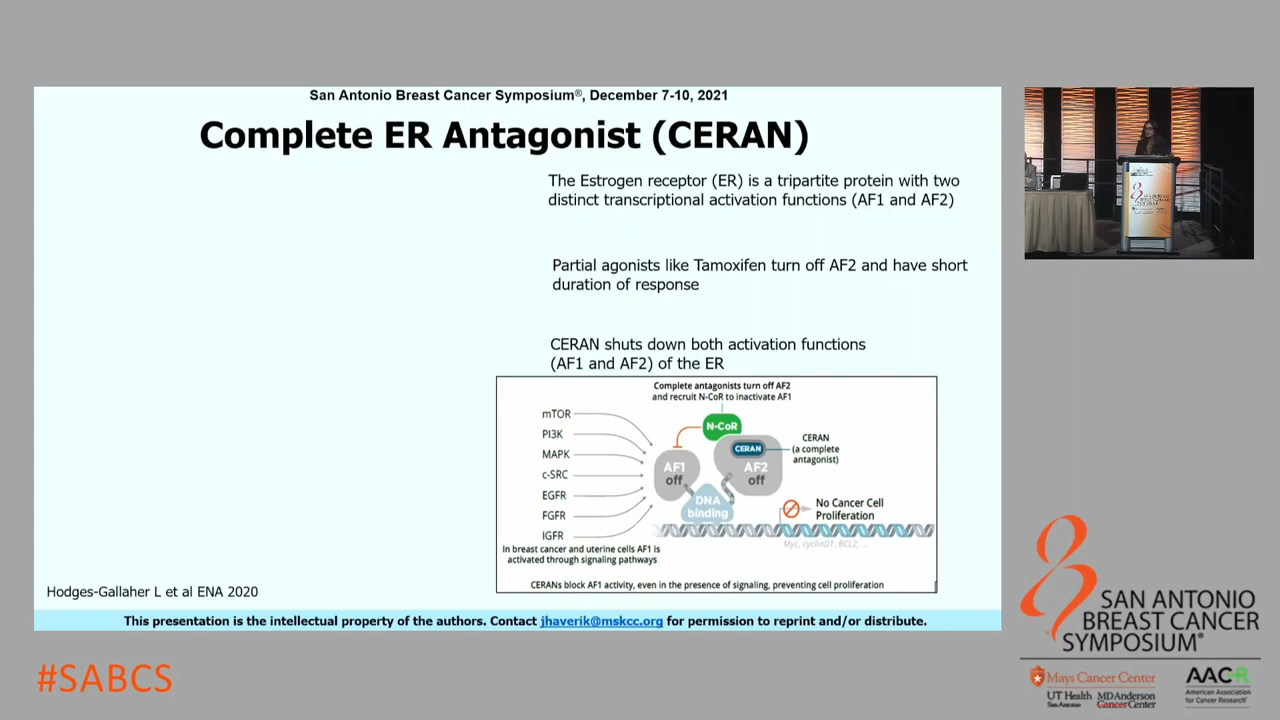 San Antonio Breast Cancer Symposium®, December 7-10, 2021
Complete ER Antagonist (CERAN)
The Estrogen receptor (ER) is a tripartite protein with two
distinct transcriptional activation functions (AF1 and AF2)
Partial agonists like Tamoxifen turn off AF2 and have short
duration of response
CERAN shuts down both activation functions
(AF1 and AF2) of the ER
Complete antagonists turn off AF2
and recruit N-CoR to inactivate AF1
mTOR
PI3K
MAPK
c-SRC
EGFR
FGFR
IGFR
N-CoR
CERAN
CERAN
(a complete
antagonist)
AF1
off
AF2
off
DNA
binding
No Cancer Cell
Proliferation
Myc, cyclinD1, BCL2, ...
In breast cancer and uterine cells AF1 is
activated through signaling pathways
CERANs block AF1 activity, even in the presence of signaling, preventing cell proliferation
Hodges-Gallaher L et al ENA 2020
This presentation is the intellectual property of the authors. Contact jhaverik@mskcc.org for permission to reprint and/or distribute.
#SABCS
SAN ANTONIO
BREAST CANCER
SYMPOSIUM®
Mays Cancer Center
UT Health
San Antonio
MD Anderson
Cancer Center
AACR
American Association
for Cancer Research